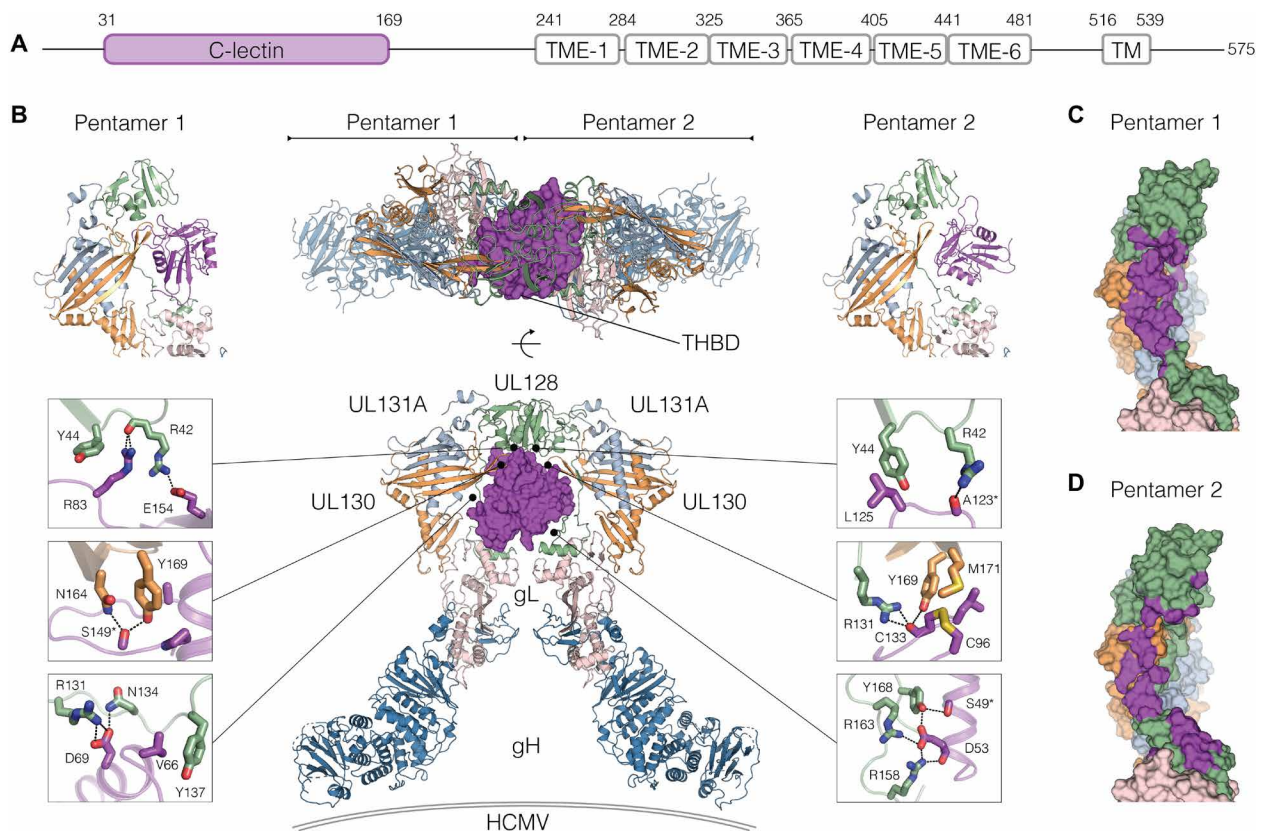 31 169 241 284 325 365 405 441 481 516 539
A C-lectin TME-1 TME-2 TME-3 TME-4 TME-5 TME-6 TM 575
B Pentamer 1 Pentamer 1 Pentamer 2 Pentamer 2 C Pentamer 1
THBD
UL128
UL131A UL131A
UL130 UL130
gL
gH
HCMV
Y44 R42
R83 E154
Y169
N164
S149*
R131 N134
D69 V66
Y137
Y44 R42
A123*
L125
Y169 M171
R131
C133 C96
Y168 S49*
R163
D53
R158
D Pentamer 2